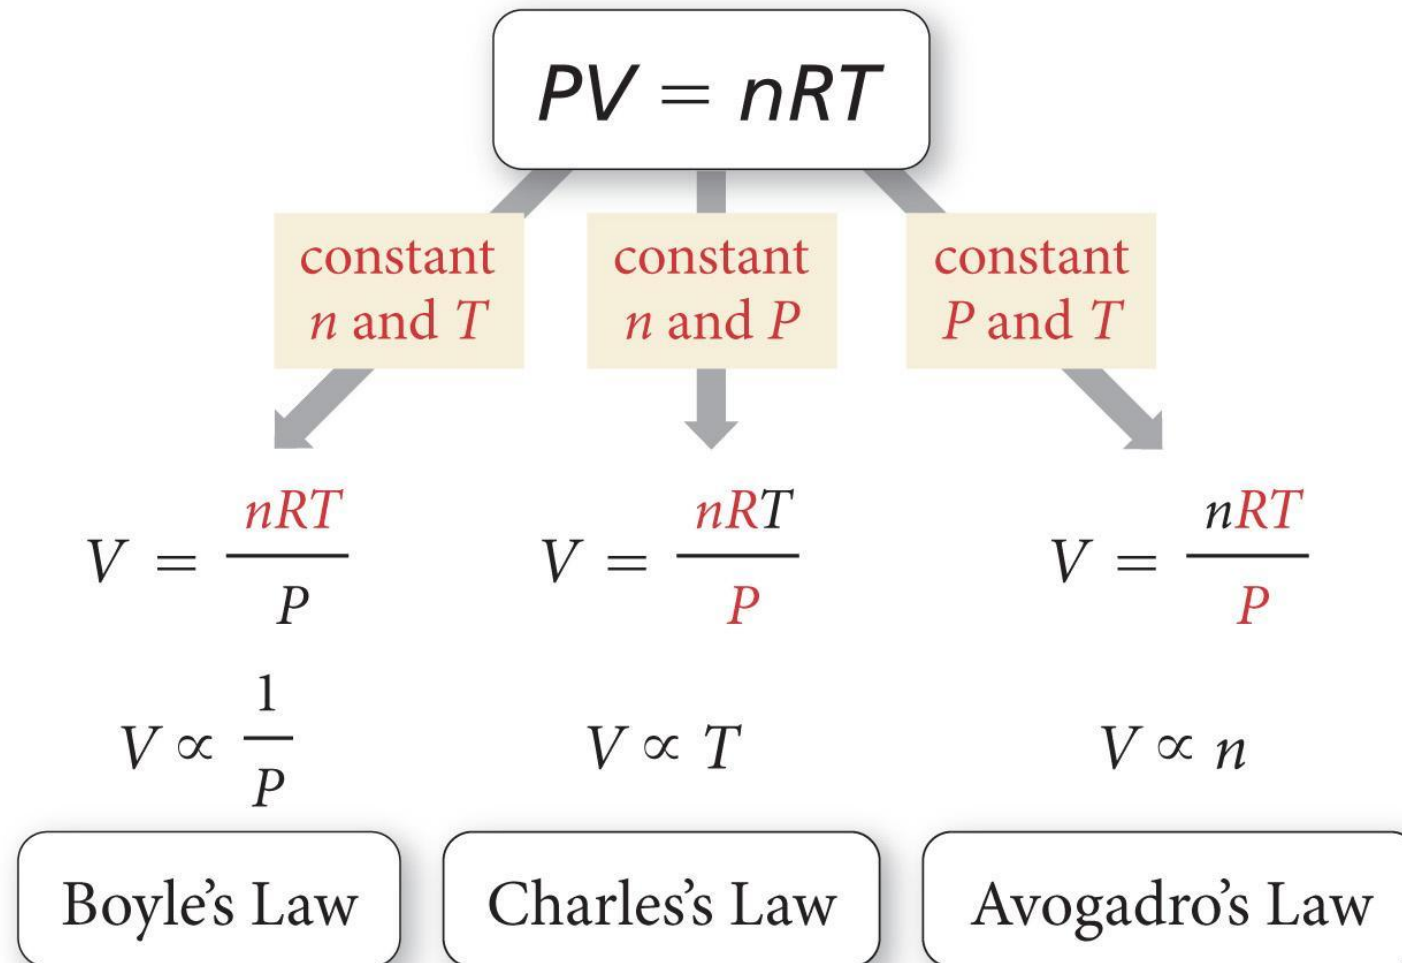 PV = nRT
constant
n and T
constant
n and P
constant
P and T
V = nRT / P
V = nRT / P
V = nRT / P
V ∝ 1 / P
V ∝ T
V ∝ n
Boyle’s Law
Charles’s Law
Avogadro’s Law